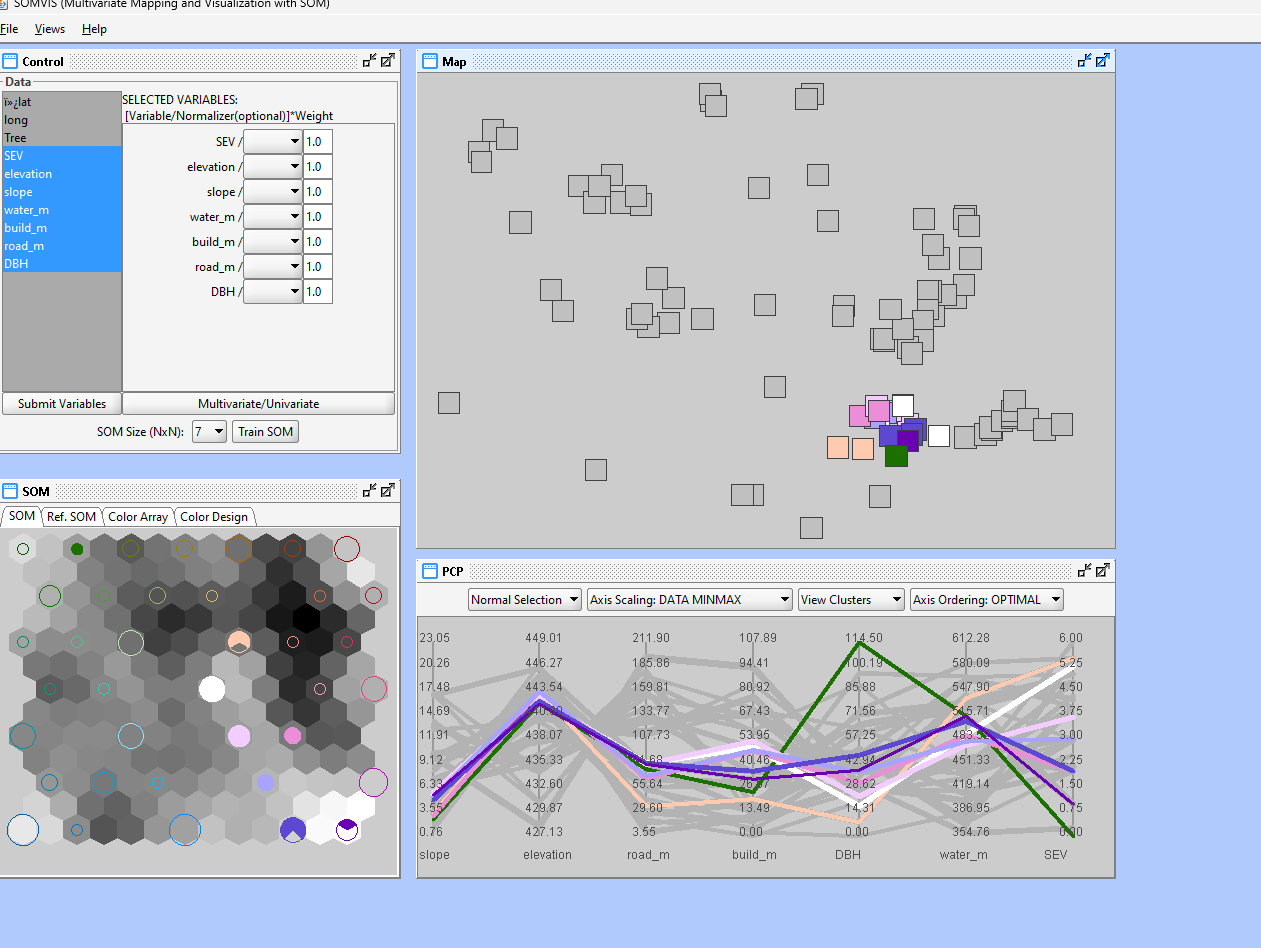 SOMVIS (Multivariate Mapping and Visualization with SOM)
File Views Help
Control
Data
ï»¿lat
long
Tree
SEV
elevation
slope
water_m
build_m
road_m
DBH
SELECTED VARIABLES:
[Variable/Normalizer(optional)]*Weight
SEV / 1.0
elevation / 1.0
slope / 1.0
water_m / 1.0
build_m / 1.0
road_m / 1.0
DBH / 1.0
Submit Variables
Multivariate/Univariate
SOM Size (NxN): 7 Train SOM
SOM
SOM Ref. SOM Color Array Color Design
Map
PCP
Normal Selection Axis Scaling: DATA MINMAX View Clusters Axis Ordering: OPTIMAL
23.05 449.01 211.90 107.89 114.50 612.28 6.00
20.26 446.27 185.86 94.41 100.19 580.09 5.25
17.48 443.54 159.81 80.92 85.88 547.90 4.50
14.69 133.77 67.43 71.56 515.71 3.75
11.91 438.07 107.73 53.95 57.25 483.5 3.00
9.12 435.33 40.46 42.94 451.33 2.25
6.33 432.60 55.64 28.62 419.14 1.50
3.55 429.87 29.60 13.49 14.31 386.95 0.75
0.76 427.13 3.55 0.00 0.00 354.76 0.00
slope elevation road_m build_m DBH water_m SEV